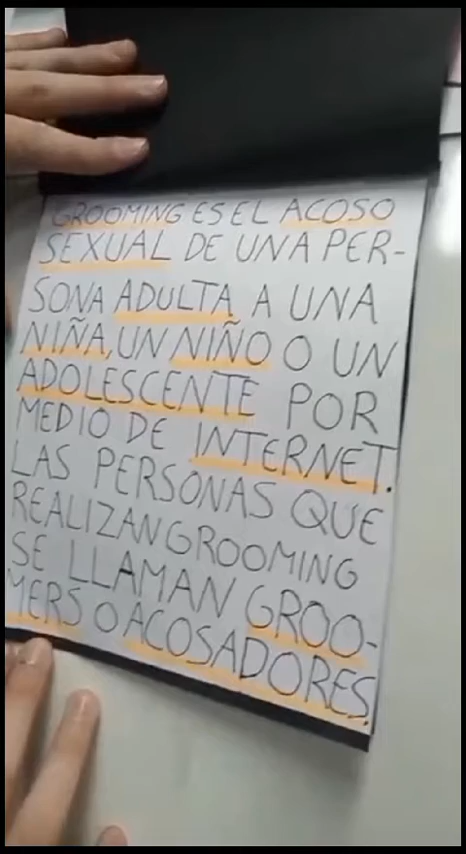 GROOMING ES EL ACOSO
SEXUAL DE UNA PER-
SONA ADULTA A UNA
NIÑA, UN NIÑO O UN
ADOLESCENTE POR
MEDIO DE INTERNET.
LAS PERSONAS QUE
REALIZAN GROOMING
SE LLAMAN GROO-
MERS O ACOSADORES.